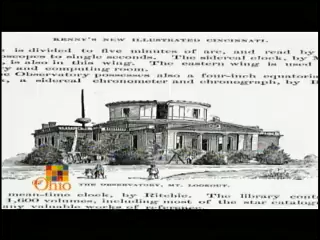 KENNY'S NEW ILLUSTRATED CINCINNATI.
is divided to five minutes of arc, and read by
scopes to single seconds. The sidereal clock, by
is also in this wing. The eastern wing is used
ry and computing room.
e Observatory possesses also a four-inch equatoria
, a sidereal chronometer and chronograph, by
Ohio
THE OBSERVATORY, MT. LOOKOUT.
mean-time clock, by Ritchie. The library cont
1,600 volumes, including most of the star catalog
any valuable works of reference.